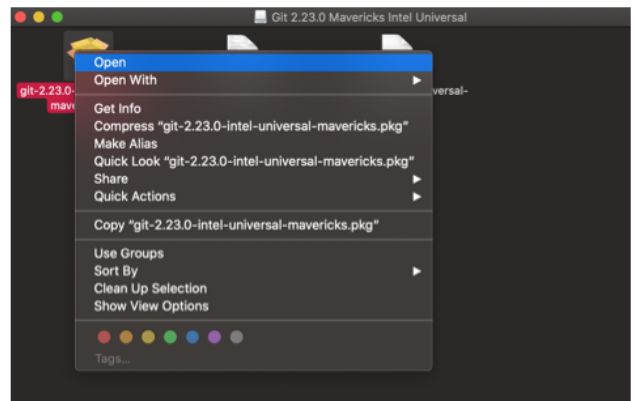 Git 2.23.0 Mavericks Intel Universal
git-2.23.0-
mav
versal-
Open
Open With
Get Info
Compress “git-2.23.0-intel-universal-mavericks.pkg”
Make Alias
Quick Look “git-2.23.0-intel-universal-mavericks.pkg”
Share
Quick Actions
Copy “git-2.23.0-intel-universal-mavericks.pkg”
Use Groups
Sort By
Clean Up Selection
Show View Options
Tags...